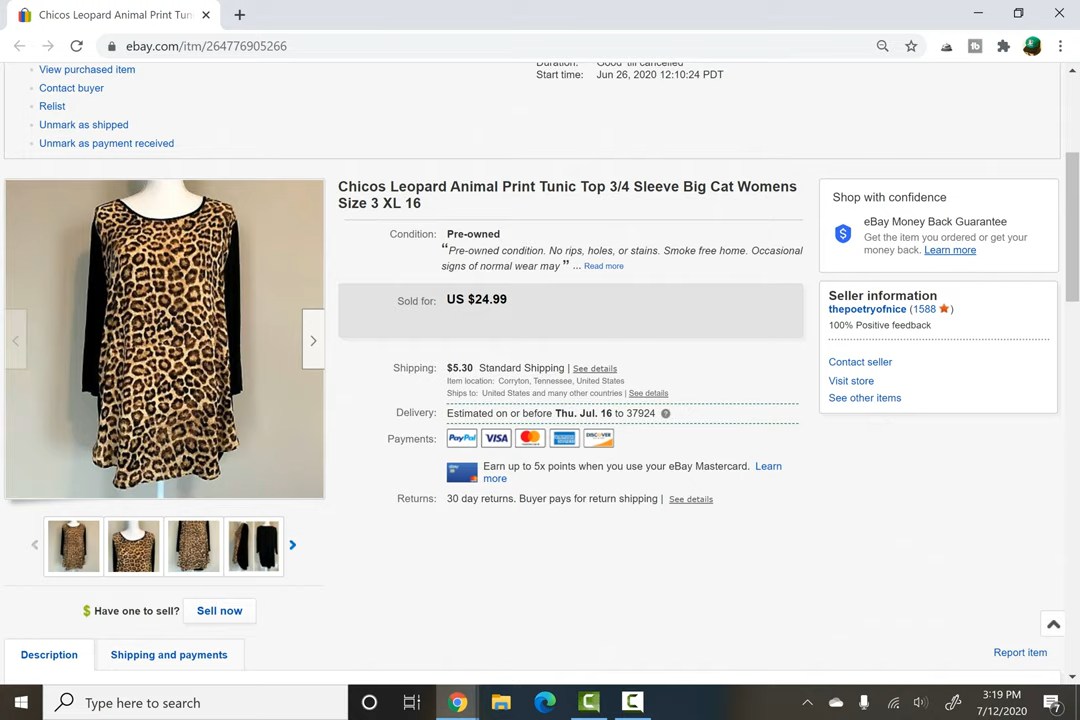 Chicos Leopard Animal Print Tun
ebay.com/itm/264776905266
View purchased item
Contact buyer
Relist
Unmark as shipped
Unmark as payment received
Duration: Good 'till cancelled
Start time: Jun 26, 2020 12:10:24 PDT
Chicos Leopard Animal Print Tunic Top 3/4 Sleeve Big Cat Womens
Size 3 XL 16
Condition: Pre-owned
“Pre-owned condition. No rips, holes, or stains. Smoke free home. Occasional
signs of normal wear may ” ... Read more
Sold for: US $24.99
Shipping: $5.30 Standard Shipping | See details
Item location: Corryton, Tennessee, United States
Ships to: United States and many other countries | See details
Delivery: Estimated on or before Thu. Jul. 16 to 37924
Payments: PayPal VISA MasterCard DISCOVER
Earn up to 5x points when you use your eBay Mastercard. Learn
more
Returns: 30 day returns. Buyer pays for return shipping | See details
Shop with confidence
eBay Money Back Guarantee
Get the item you ordered or get your
money back. Learn more
Seller information
thepoetryofnice (1588 )
100% Positive feedback
Contact seller
Visit store
See other items
Have one to sell? Sell now
Description Shipping and payments
Report item
Type here to search
3:19 PM
7/12/2020
7